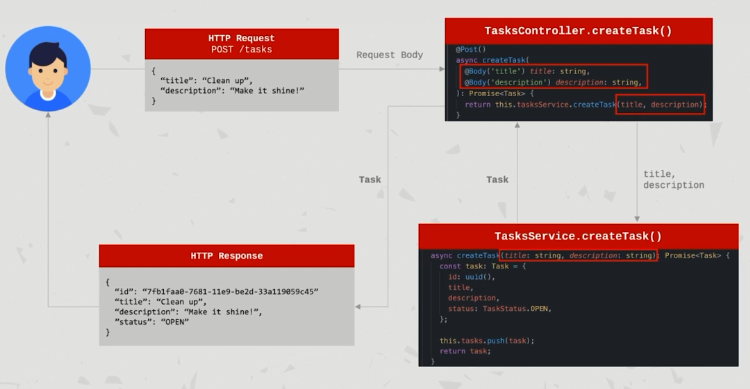 HTTP Request
POST /tasks
{
"title": “Clean up”,
“description”: “Make it shine!”
}
Request Body
TasksController.createTask()
@Post()
async createTask(
@Body('title') title: string,
@Body('description') description: string,
): Promise<Task> {
return this.tasksService.createTask(title, description);
}
Task
Task
title,
description
HTTP Response
{
“id”: “7fb1faa0-7681-11e9-be2d-33a119059c45”
“title”: “Clean up”,
“description”: “Make it shine!”,
“status”: “OPEN”
}
TasksService.createTask()
async createTask(title: string, description: string): Promise<Task> {
const task: Task = {
id: uuid(),
title,
description,
status: TaskStatus.OPEN,
};
this.tasks.push(task);
return task;
}